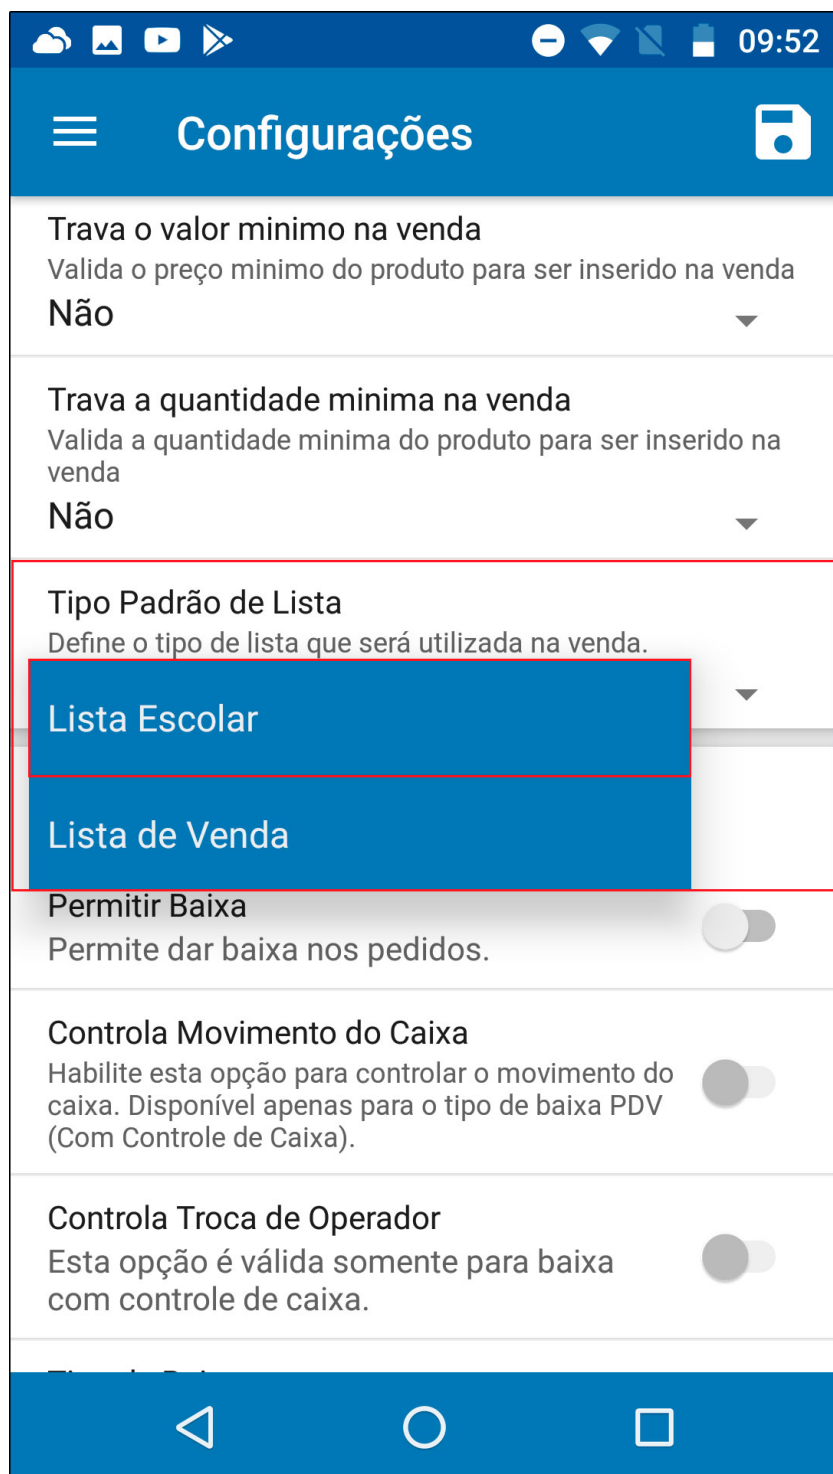 09:52
Configurações
Trava o valor minimo na venda
Valida o preço minimo do produto para ser inserido na venda
Não
Trava a quantidade minima na venda
Valida a quantidade minima do produto para ser inserido na
venda
Não
Tipo Padrão de Lista
Define o tipo de lista que será utilizada na venda.
Lista Escolar
Lista de Venda
Permitir Baixa
Permite dar baixa nos pedidos.
Controla Movimento do Caixa
Habilite esta opção para controlar o movimento do
caixa. Disponível apenas para o tipo de baixa PDV
(Com Controle de Caixa).
Controla Troca de Operador
Esta opção é válida somente para baixa
com controle de caixa.